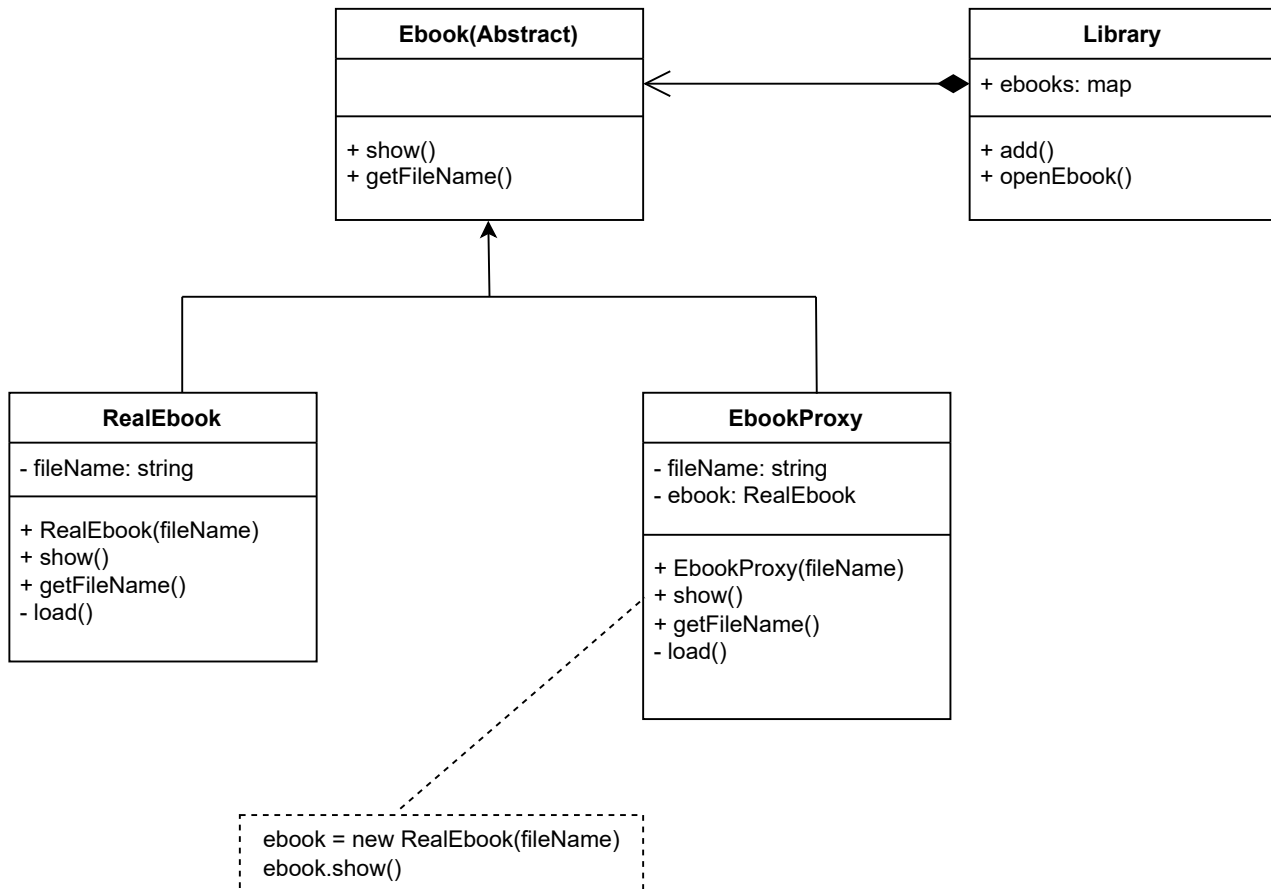 Ebook(Abstract)
+ show()
+ getFileName()
Library
+ ebooks: map
+ add()
+ openEbook()
RealEbook
- fileName: string
+ RealEbook(fileName)
+ show()
+ getFileName()
- load()
EbookProxy
- fileName: string
- ebook: RealEbook
+ EbookProxy(fileName)
+ show()
+ getFileName()
- load()
ebook = new RealEbook(fileName)
ebook.show()